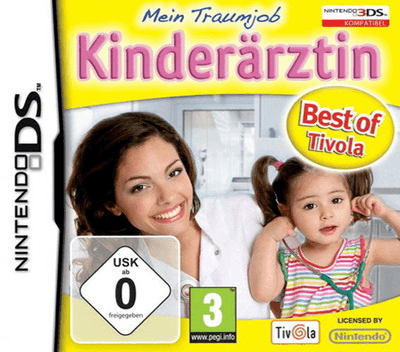 Mein Traumjob
NINTENDO 3DS
KOMPATIBEL
Kinderärztin
Best of
Tivola
NINTENDO DS™
USK
ab
0
freigegeben
3
www.pegi.info
Tivola
LICENSED BY
Nintendo